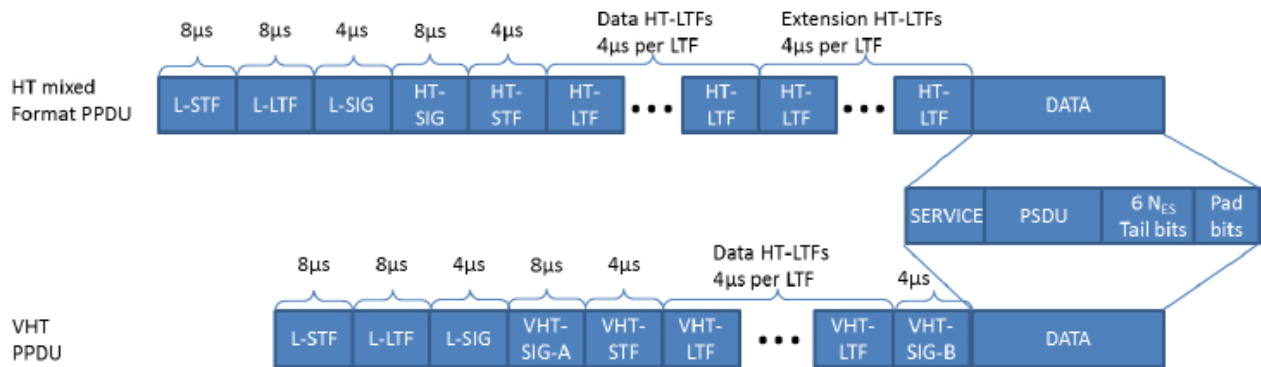 Data HT-LTFs Extension HT-LTFs
8μs 8μs 4μs 8μs 4μs 4μs per LTF 4μs per LTF
HT mixed
Format PPDU
L-STF L-LTF L-SIG HT-SIG HT-STF HT-LTF ••• HT-LTF HT-LTF ••• HT-LTF DATA
SERVICE PSDU 6 N_ES Tail bits Pad bits
Data HT-LTFs
8μs 8μs 4μs 8μs 4μs 4μs per LTF 4μs
VHT
PPDU
L-STF L-LTF L-SIG VHT-SIG-A VHT-STF VHT-LTF ••• VHT-LTF VHT-SIG-B DATA